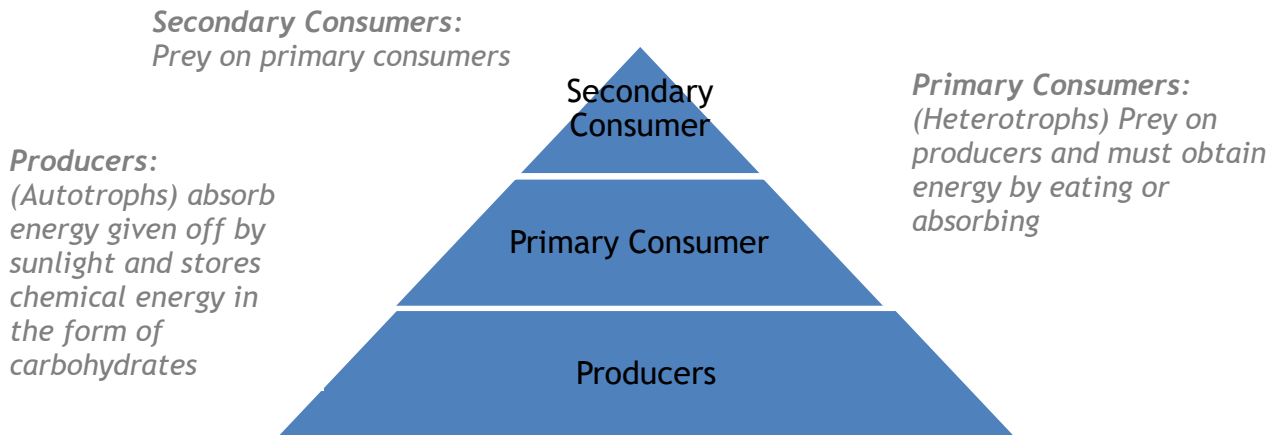 Secondary Consumers:
Prey on primary consumers
Secondary
Consumer
Primary Consumers:
(Heterotrophs) Prey on
producers and must obtain
energy by eating or
absorbing
Producers:
(Autotrophs) absorb
energy given off by
sunlight and stores
chemical energy in
the form of
carbohydrates
Primary Consumer
Producers